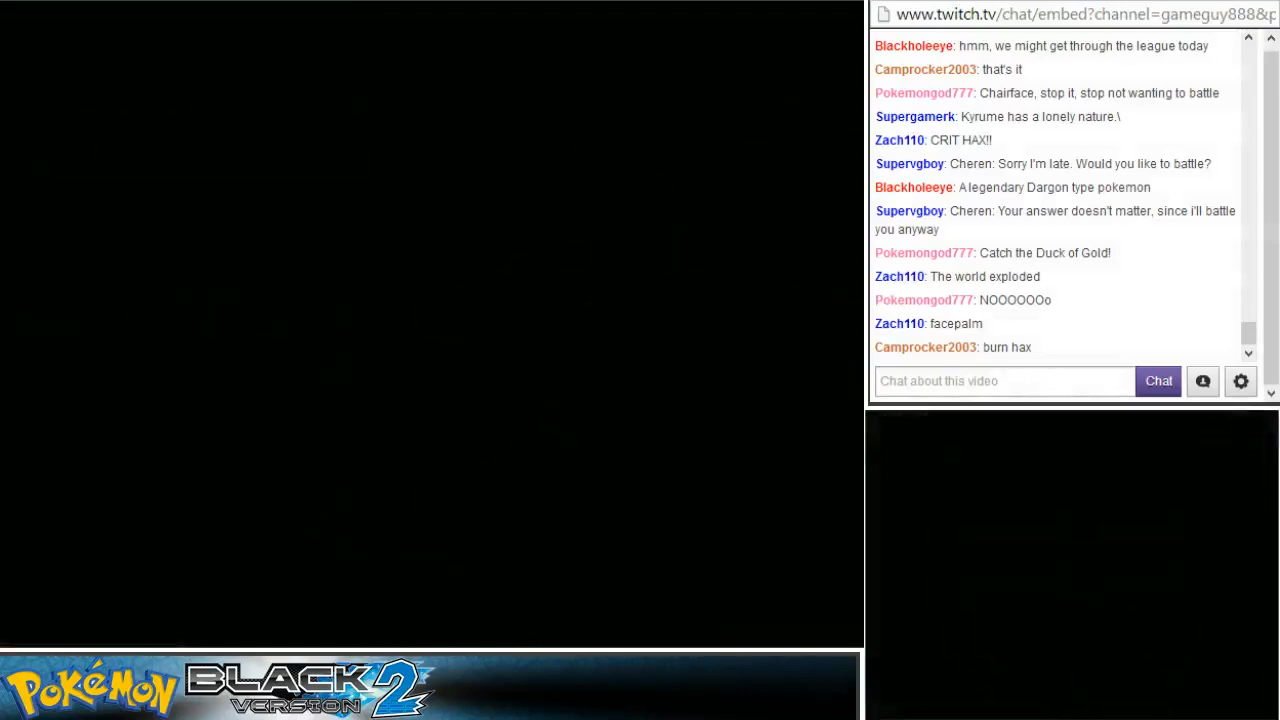 www.twitch.tv/chat/embed?channel=gameguy888&p
Blackholeeye: hmm, we might get through the league today
Camprocker2003: that's it
Pokemongod777: Chairface, stop it, stop not wanting to battle
Supergamerk: Kyrume has a lonely nature.\
Zach110: CRIT HAX!!
Supervgboy: Cheren: Sorry I'm late. Would you like to battle?
Blackholeeye: A legendary Dargon type pokemon
Supervgboy: Cheren: Your answer doesn't matter, since i'll battle
you anyway
Pokemongod777: Catch the Duck of Gold!
Zach110: The world exploded
Pokemongod777: NOOOOOOo
Zach110: facepalm
Camprocker2003: burn hax
Chat about this video
Chat
POKéMON
BLACK 2
VERSION